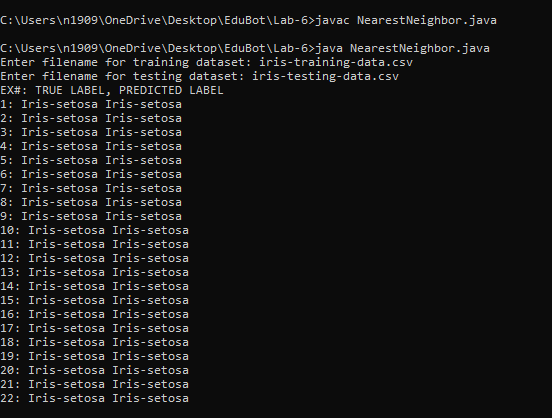 C:\Users\n1909\OneDrive\Desktop\EduBot\Lab-6>javac NearestNeighbor.java
C:\Users\n1909\OneDrive\Desktop\EduBot\Lab-6>java NearestNeighbor.java
Enter filename for training dataset: iris-training-data.csv
Enter filename for testing dataset: iris-testing-data.csv
EX#: TRUE LABEL, PREDICTED LABEL
1: Iris-setosa Iris-setosa
2: Iris-setosa Iris-setosa
3: Iris-setosa Iris-setosa
4: Iris-setosa Iris-setosa
5: Iris-setosa Iris-setosa
6: Iris-setosa Iris-setosa
7: Iris-setosa Iris-setosa
8: Iris-setosa Iris-setosa
9: Iris-setosa Iris-setosa
10: Iris-setosa Iris-setosa
11: Iris-setosa Iris-setosa
12: Iris-setosa Iris-setosa
13: Iris-setosa Iris-setosa
14: Iris-setosa Iris-setosa
15: Iris-setosa Iris-setosa
16: Iris-setosa Iris-setosa
17: Iris-setosa Iris-setosa
18: Iris-setosa Iris-setosa
19: Iris-setosa Iris-setosa
20: Iris-setosa Iris-setosa
21: Iris-setosa Iris-setosa
22: Iris-setosa Iris-setosa